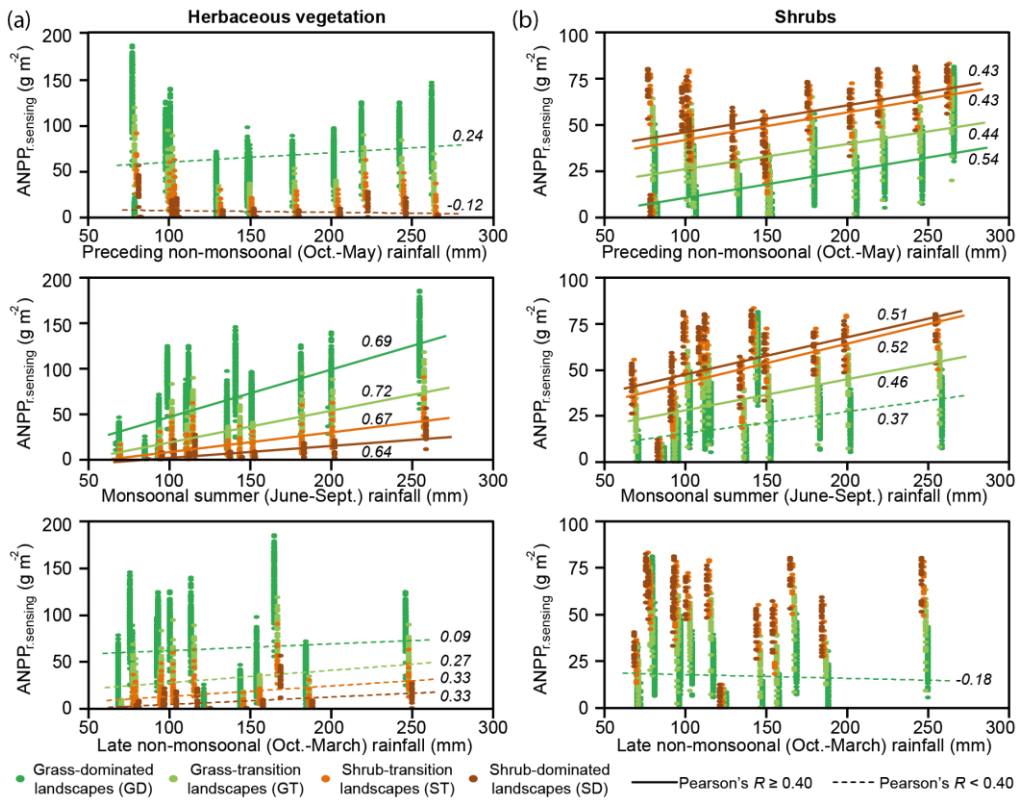 (a) Herbaceous vegetation
(b) Shrubs
ANPPr.sensing (g m-2)
200
150
100
50
0
0.24
-0.12
50 100 150 200 250 300
Preceding non-monsoonal (Oct.-May) rainfall (mm)
ANPPr.sensing (g m-2)
100
75
50
25
0
0.43
0.43
0.44
0.54
50 100 150 200 250 300
Preceding non-monsoonal (Oct.-May) rainfall (mm)
ANPPr.sensing (g m-2)
200
150
100
50
0
0.69
0.72
0.67
0.64
50 100 150 200 250 300
Monsoonal summer (June-Sept.) rainfall (mm)
ANPPr.sensing (g m-2)
100
75
50
25
0
0.51
0.52
0.46
0.37
50 100 150 200 250 300
Monsoonal summer (June-Sept.) rainfall (mm)
ANPPr.sensing (g m-2)
200
150
100
50
0
0.09
0.27
0.33
0.33
50 100 150 200 250 300
Late non-monsoonal (Oct.-March) rainfall (mm)
ANPPr.sensing (g m-2)
100
75
50
25
0
-0.18
50 100 150 200 250 300
Late non-monsoonal (Oct.-March) rainfall (mm)
Grass-dominated
landscapes (GD)
Grass-transition
landscapes (GT)
Shrub-transition
landscapes (ST)
Shrub-dominated
landscapes (SD)
Pearson's R ≥ 0.40
Pearson's R < 0.40